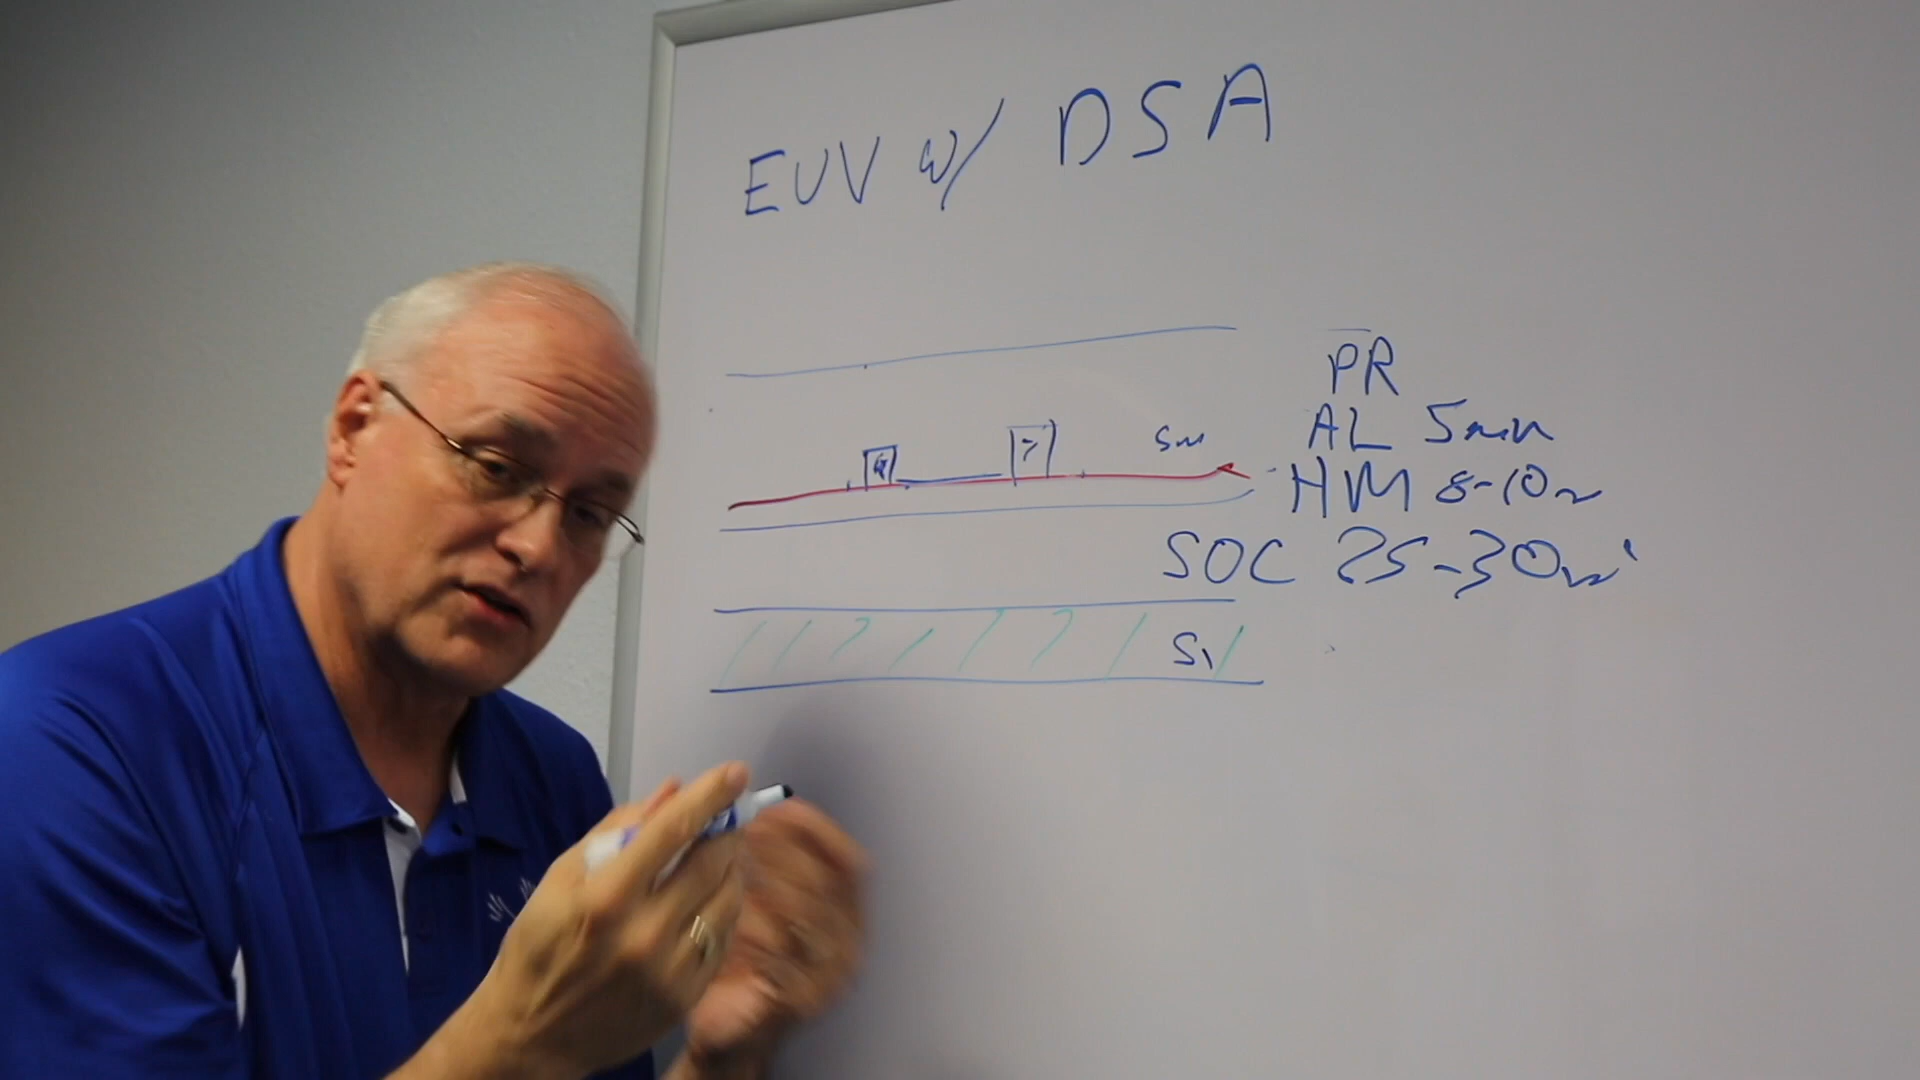 EUV w/ DSA
PR
AL 5nm
HM 8-10n
SOC 25-30nm
Si